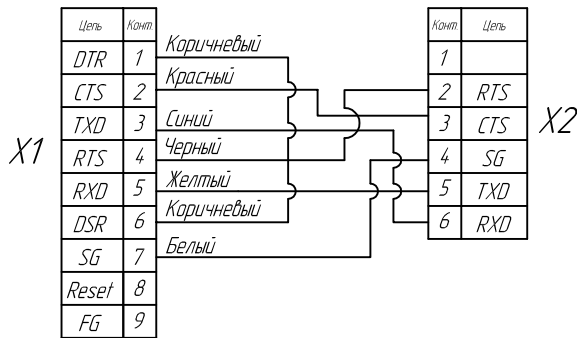 Цепь Конт.
DTR 1 Коричневый
CTS 2 Красный
TXD 3 Синий
RTS 4 Черный
RXD 5 Желтый
DSR 6 Коричневый
SG 7 Белый
Reset 8
FG 9
X1
Конт. Цепь
1
2 RTS
3 CTS
4 SG
5 TXD
6 RXD
X2